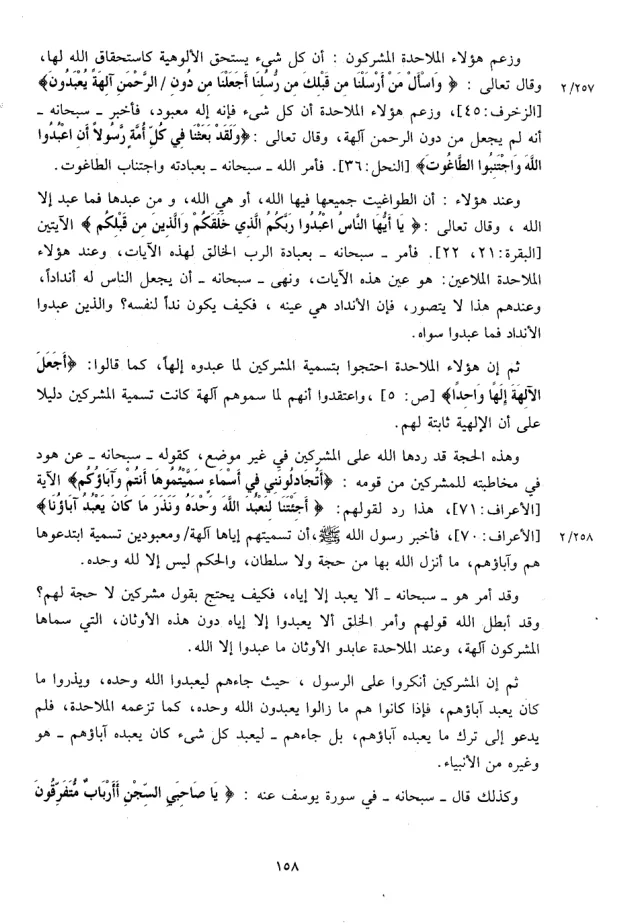 وزعم هؤلاء الملاحدة المشركون : أن كل شىء يستحق الألوهية كاستحقاق الله لها،
وقال تعالى : ﴿ وَاسْأَلْ مَنْ أَرْسَلْنَا مِن قَبْلِكَ مِن رُّسُلِنَا أَجَعَلْنَا مِن دُونِ / الرَّحْمَنِ آلِهَةً يُعْبَدُونَ﴾ ٢/٢٥٧
[الزخرف:٤٥]، وزعم هؤلاء الملاحدة أن كل شىء فإنه إله معبود، فأخبر ـ سبحانه ـ
أنه لم يجعل من دون الرحمن آلهة، وقال تعالى :﴿وَلَقَدْ بَعَثْنَا فِي كُلِّ أُمَّةٍ رَّسُولاً أَنِ اعْبُدُوا
اللَّهَ وَاجْتَنِبُوا الطَّاغُوتَ﴾ [النحل:٣٦]. فأمر الله ـ سبحانه ـ بعبادته واجتناب الطاغوت.
وعند هؤلاء : أن الطواغيت جميعها فيها الله، أو هي الله، و من عبدها فما عبد إلا
الله ، وقال تعالى :﴿ يَا أَيُّهَا النَّاسُ اعْبُدُوا رَبَّكُمُ الَّذِي خَلَقَكُمْ وَالَّذِينَ مِن قَبْلِكُمْ ﴾ الآيتين
[البقرة:٢١، ٢٢]. فأمر ـ سبحانه ـ بعبادة الرب الخالق لهذه الآيات، وعند هؤلاء
الملاحدة الملاعين: هو عين هذه الآيات، ونهى ـ سبحانه ـ أن يجعل الناس له أنداداً،
وعندهم هذا لا يتصور، فإن الأنداد هي عينه ، فكيف يكون نداً لنفسه؟ والذين عبدوا
الأنداد فما عبدوا سواه.
ثم إن هؤلاء الملاحدة احتجوا بتسمية المشركين لما عبدوه إلهاً، كما قالوا: ﴿أَجَعَلَ
الآلِهَةَ إِلَهًا وَاحِدًا﴾ [ص: ٥] ،واعتقدوا أنهم لما سموهم آلهة كانت تسمية المشركين دليلا
على أن الإلهية ثابتة لهم.
وهذه الحجة قد ردها الله على المشركين في غير موضع، كقوله ـ سبحانه ـ عن هود
في مخاطبته للمشركين من قومه : ﴿أَتُجَادِلُونَنِي فِي أَسْمَاءٍ سَمَّيْتُمُوهَا أَنتُمْ وَآبَاؤُكُم﴾ الآية
[الأعراف:٧١]، هذا رد لقولهم: ﴿ أَجِئْتَنَا لِنَعْبُدَ اللَّهَ وَحْدَهُ وَنَذَرَ مَا كَانَ يَعْبُدُ آبَاؤُنَا﴾
[الأعراف:٧٠]، فأخبر رسول الله ﷺ،أن تسميتهم إياها آلهة/ ومعبودين تسمية ابتدعوها ٢/٢٥٨
هم وآباؤهم، ما أنزل الله بها من حجة ولا سلطان، والحكم ليس إلا لله وحده.
وقد أمر هو ـ سبحانه ـ ألا يعبد إلا إياه، فكيف يحتج بقول مشركين لا حجة لهم؟
وقد أبطل الله قولهم وأمر الخلق ألا يعبدوا إلا إياه دون هذه الأوثان، التي سماها
المشركون آلهة، وعند الملاحدة عابدو الأوثان ما عبدوا إلا الله.
ثم إن المشركين أنكروا على الرسول ، حيث جاءهم ليعبدوا الله وحده، ويذروا ما
كان يعبد آباؤهم، فإذا كانوا هم ما زالوا يعبدون الله وحده، كما تزعمه الملاحدة، فلم
يدعو إلى ترك ما يعبده آباؤهم، بل جاءهم ـ ليعبد كل شىء كان يعبده آباؤهم ـ هو
وغيره من الأنبياء.
وكذلك قال ـ سبحانه ـ في سورة يوسف عنه : ﴿ يَا صَاحِبَيِ السِّجْنِ أَأَرْبَابٌ مُّتَفَرِّقُونَ
١٥٨